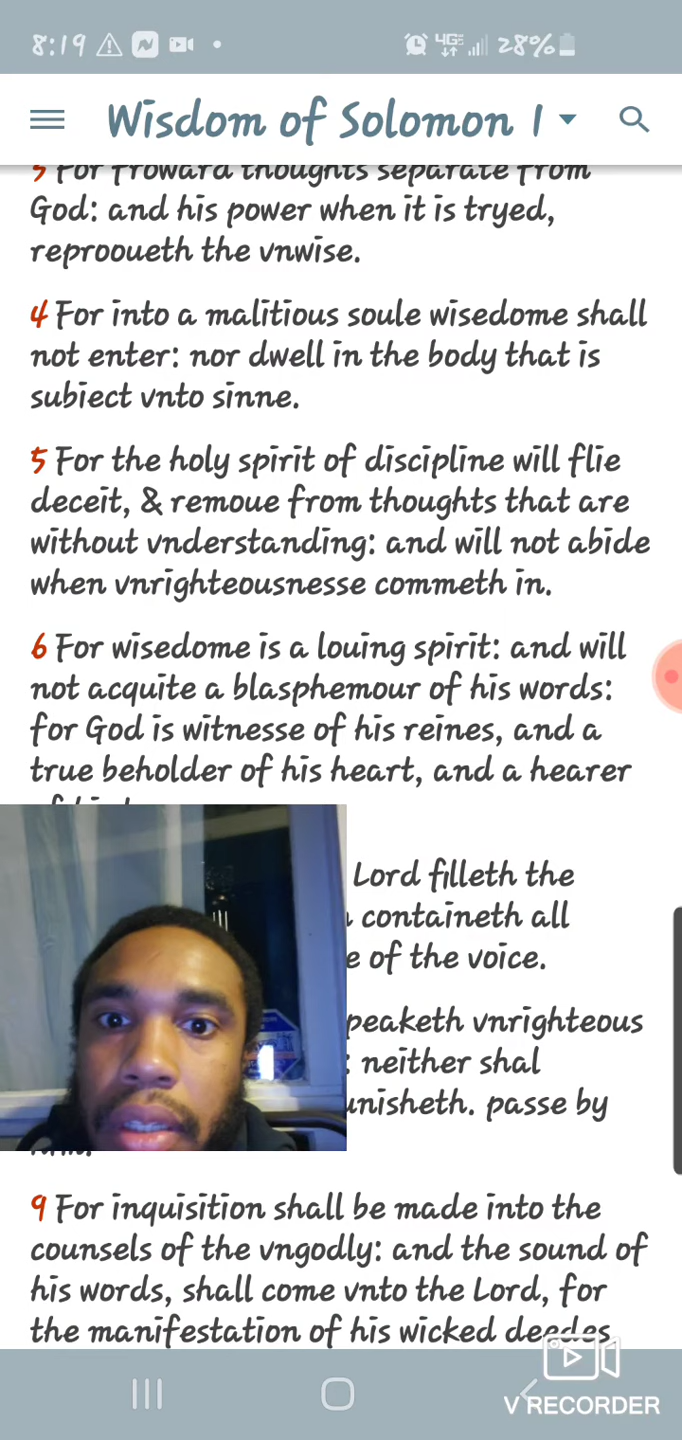 8:19 28%
Wisdom of Solomon 1
3 For froward thoughts separate from
God: and his power when it is tryed,
reprooueth the vnwise.
4 For into a malitious soule wisedome shall
not enter: nor dwell in the body that is
subiect vnto sinne.
5 For the holy spirit of discipline will flie
deceit, & remoue from thoughts that are
without vnderstanding: and will not abide
when vnrighteousnesse commeth in.
6 For wisedome is a louing spirit: and will
not acquite a blasphemour of his words:
for God is witnesse of his reines, and a
true beholder of his heart, and a hearer
Lord filleth the
containeth all
of the voice.
peaketh vnrighteous
: neither shal
unisheth. passe by
9 For inquisition shall be made into the
counsels of the vngodly: and the sound of
his words, shall come vnto the Lord, for
the manifestation of his wicked deedes
V RECORDER